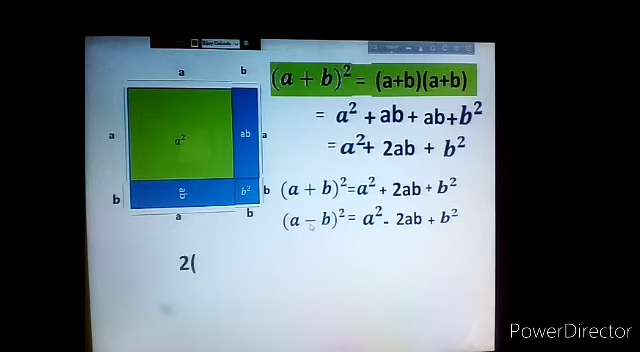 a b
(a + b)² = (a+b)(a+b)
a² ab a
a = a² + ab + ab + b²
= a² + 2ab + b²
b ab b² b
(a + b)² = a² + 2ab + b²
a b
(a − b)² = a² - 2ab + b²
2(
PowerDirector